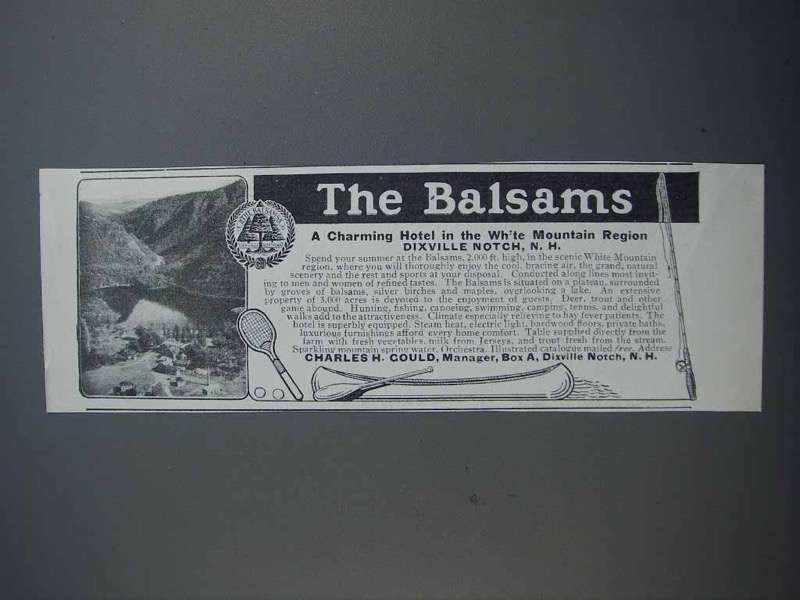 The Balsams
A Charming Hotel in the Wh'te Mountain Region
DIXVILLE NOTCH, N. H.
Spend your summer at the Balsams, 2,000 ft. high, in the scenic White Mountain
region, where you will thoroughly enjoy the cool, bracing air, the grand, natural
scenery and the rest and sports at your disposal. Conducted along lines most invit-
ing to men and women of refined tastes. The Balsams is situated on a plateau, surrounded
by groves of balsams, silver birches and maples, overlooking a lake. An extensive
property of 3,000 acres is devoted to the enjoyment of guests. Deer, trout and other
game abound. Hunting, fishing, canoeing, swimming, camping, tennis, and delightful
walks add to the attractiveness. Climate especially relieving to hay fever patients. The
hotel is superbly equipped. Steam heat, electric light, hardwood floors, private baths,
luxurious furnishings afford every home comfort. Table supplied directly from the
farm with fresh vegetables, milk from Jerseys, and trout fresh from the stream.
Sparkling mountain spring water. Orchestra. Illustrated catalogue mailed free. Address
CHARLES H. GOULD, Manager, Box A, Dixville Notch, N. H.